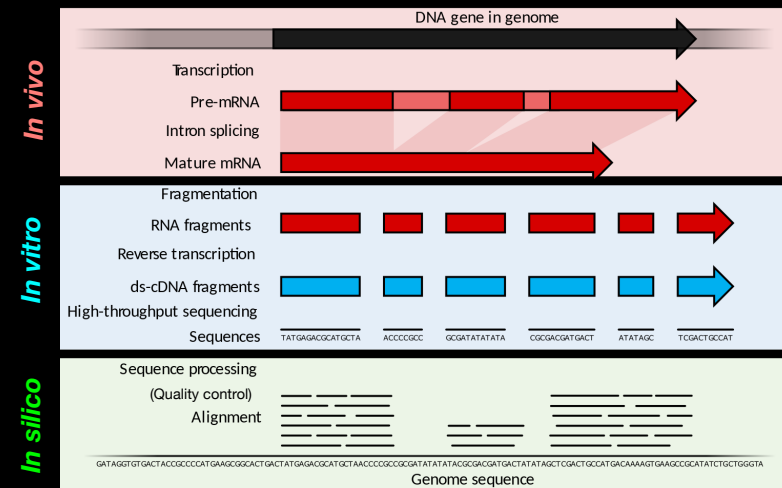 DNA gene in genome
In vivo
Transcription
Pre-mRNA
Intron splicing
Mature mRNA
In vitro
Fragmentation
RNA fragments
Reverse transcription
ds-cDNA fragments
High-throughput sequencing
Sequences TATGAGACGCATGCTA ACCCCGCC GCGATATATATA CGCGACGATGACT ATATAGC TCGACTGCCAT
In silico
Sequence processing
(Quality control)
Alignment
GATAGGTGTGACTACCGCCCCATGAAGCGGCACTGACTATGAGACGCATGCTAACCCCGCCGCGATATATATACGCGACGATGACTATATAGCTCGACTGCCATGACAAAAGTGAAGCCGCATATCTGCTGGGTA
Genome sequence